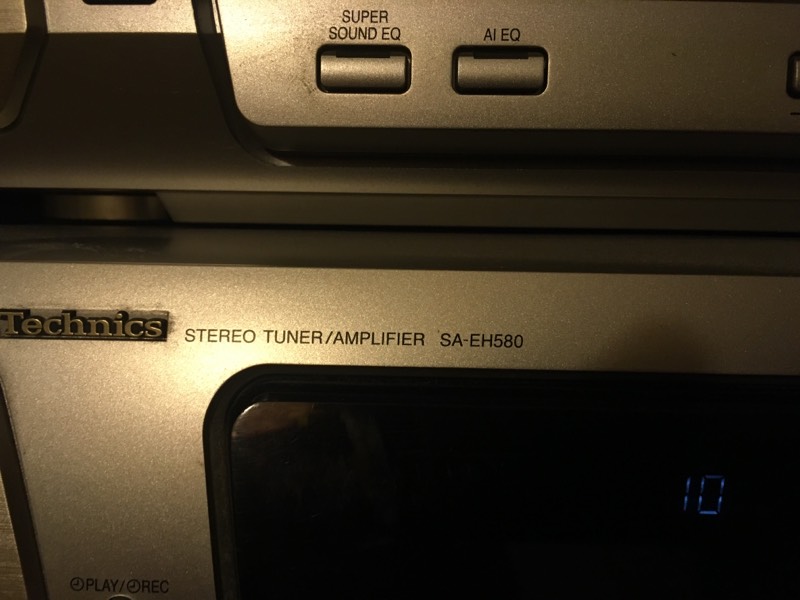 SUPER
SOUND EQ
AI EQ
Technics
STEREO TUNER/AMPLIFIER SA-EH580
10
⏲PLAY/⏲REC